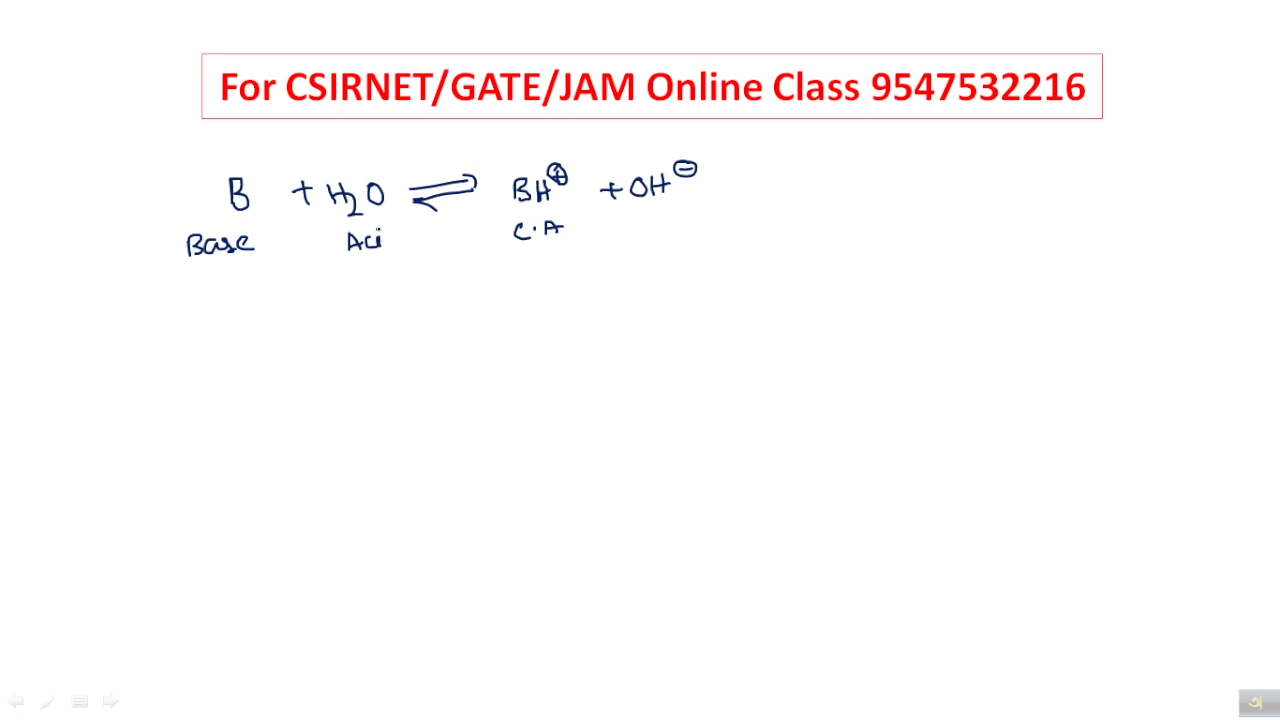 For CSIRNET/GATE/JAM Online Class 9547532216
B + H₂O ⇌ BH⊕ + OH⊖
Base Aci C.A
অ